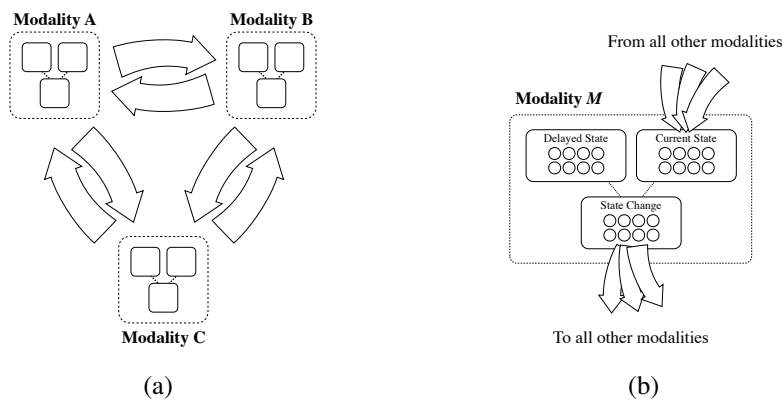 Modality A
Modality B
Modality C
(a)
From all other modalities
Modality M
Delayed State
Current State
State Change
To all other modalities
(b)